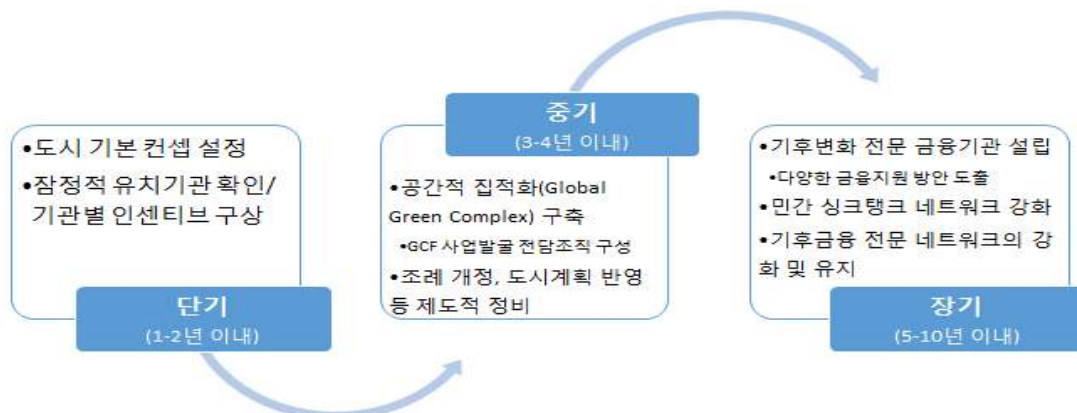 •도시 기본 컨셉 설정
•잠정적 유치기관 확인/
기관별 인센티브 구상
단기
(1-2년 이내)
중기
(3-4년 이내)
•공간적 집적화(Global
Green Complex) 구축
•GCF 사업발굴 전담조직 구성
•조례 개정, 도시계획 반영
등 제도적 정비
•기후변화 전문 금융기관 설립
•다양한 금융지원 방안 도출
•민간 싱크탱크 네트워크 강화
•기후금융 전문 네트워크의 강
화 및 유지
장기
(5-10년 이내)